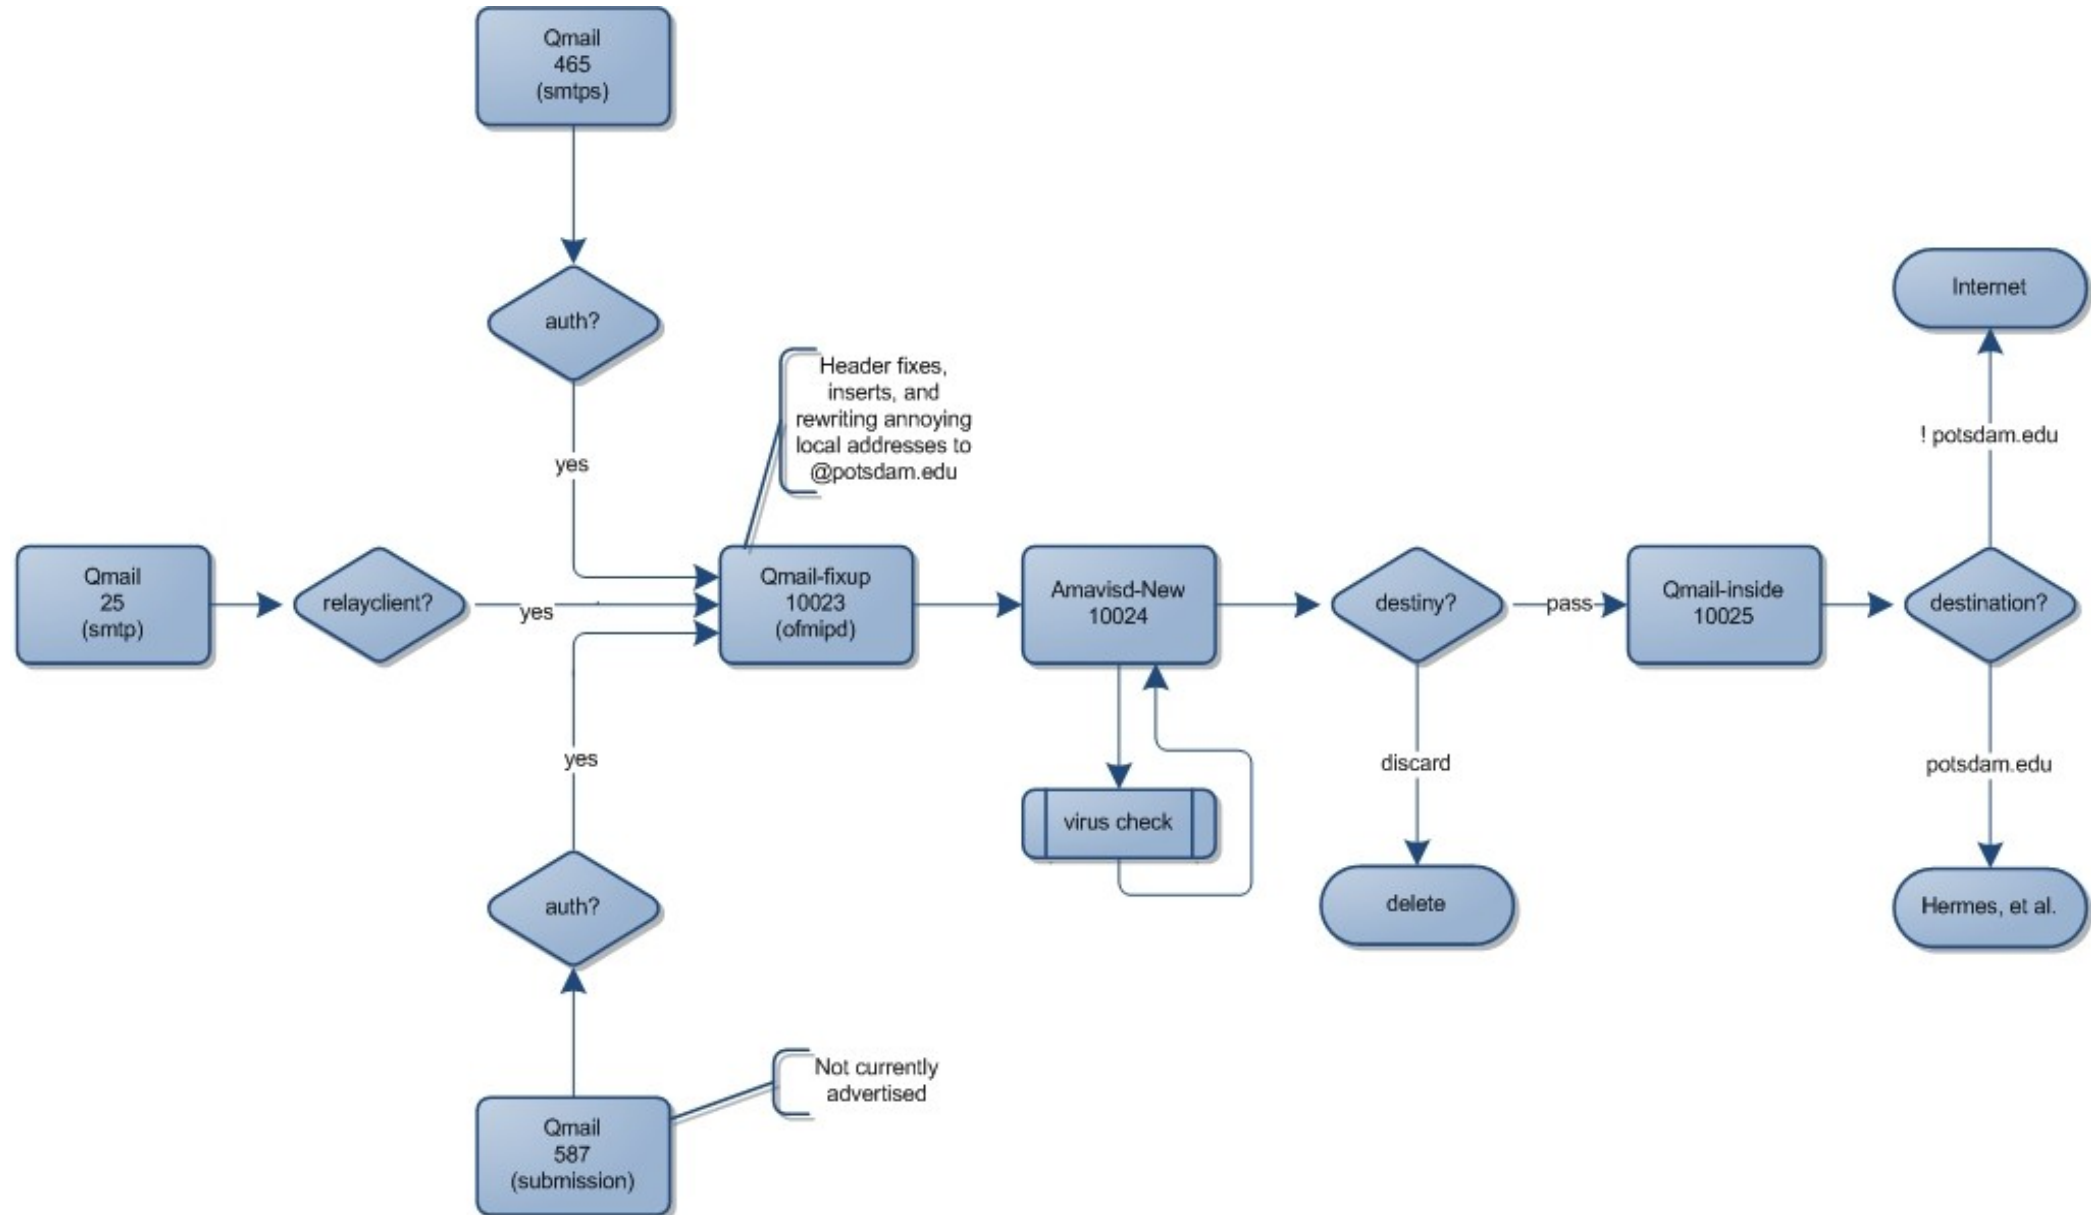 Qmail
465
(smtps)
auth?
yes
Header fixes,
inserts, and
rewriting annoying
local addresses to
@potsdam.edu
Internet
! potsdam.edu
Qmail
25
(smtp)
relayclient?
yes
Qmail-fixup
10023
(ofmipd)
Amavisd-New
10024
destiny?
pass
Qmail-inside
10025
destination?
yes
discard
potsdam.edu
virus check
auth?
delete
Hermes, et al.
Not currently
advertised
Qmail
587
(submission)